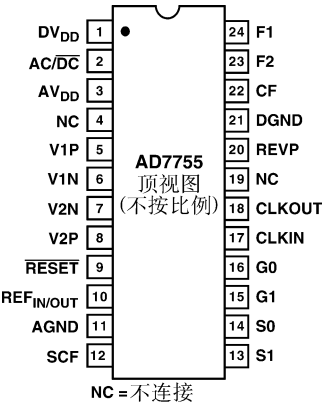 DVDD 1 24 F1
AC/DC 2 23 F2
AVDD 3 22 CF
NC 4 21 DGND
V1P 5 20 REVP
AD7755
V1N 6 19 NC
顶视图
(不按比例)
V2N 7 18 CLKOUT
V2P 8 17 CLKIN
RESET 9 16 G0
REFIN/OUT 10 15 G1
AGND 11 14 S0
SCF 12 13 S1
NC = 不连接